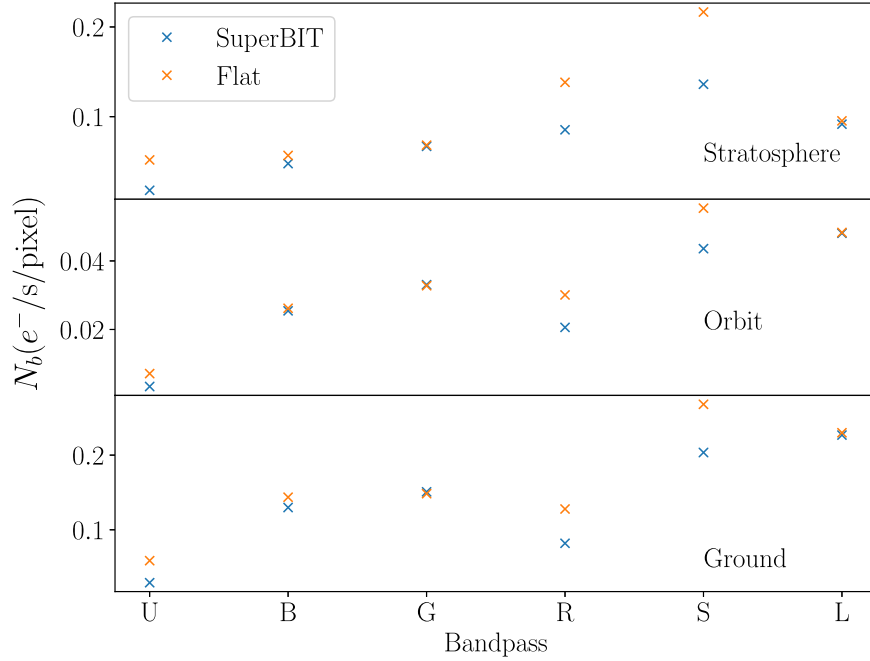 SuperBIT
Flat
0.2
0.1
Stratosphere
0.04
0.02
Orbit
0.2
0.1
Ground
N_b(e^−/s/pixel)
U B G R S L
Bandpass